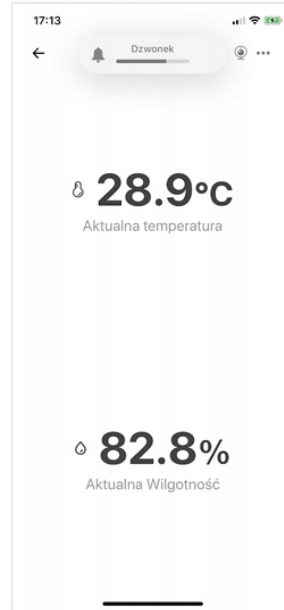 17:13
Dzwonek
28.9°C
Aktualna temperatura
82.8%
Aktualna Wilgotność